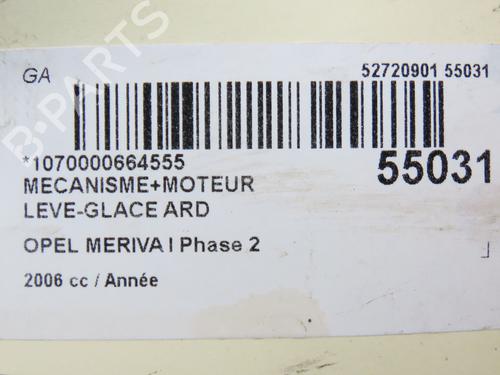 GA
52720901 55031
*1070000664555
55031
MECANISME+MOTEUR
LEVE-GLACE ARD
OPEL MERIVA I Phase 2
2006 cc / Année
B-PARTS